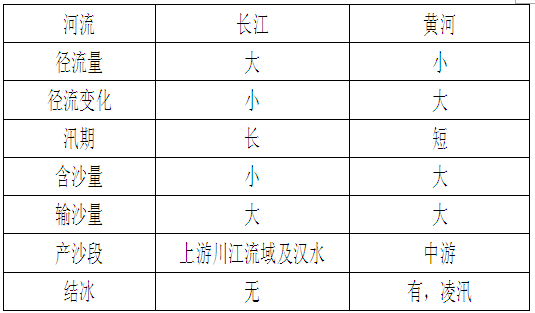 河流 长江 黄河
径流量 大 小
径流变化 小 大
汛期 长 短
含沙量 小 大
输沙量 大 大
产沙段 上游川江流域及汉水 中游
结冰 无 有，凌汛